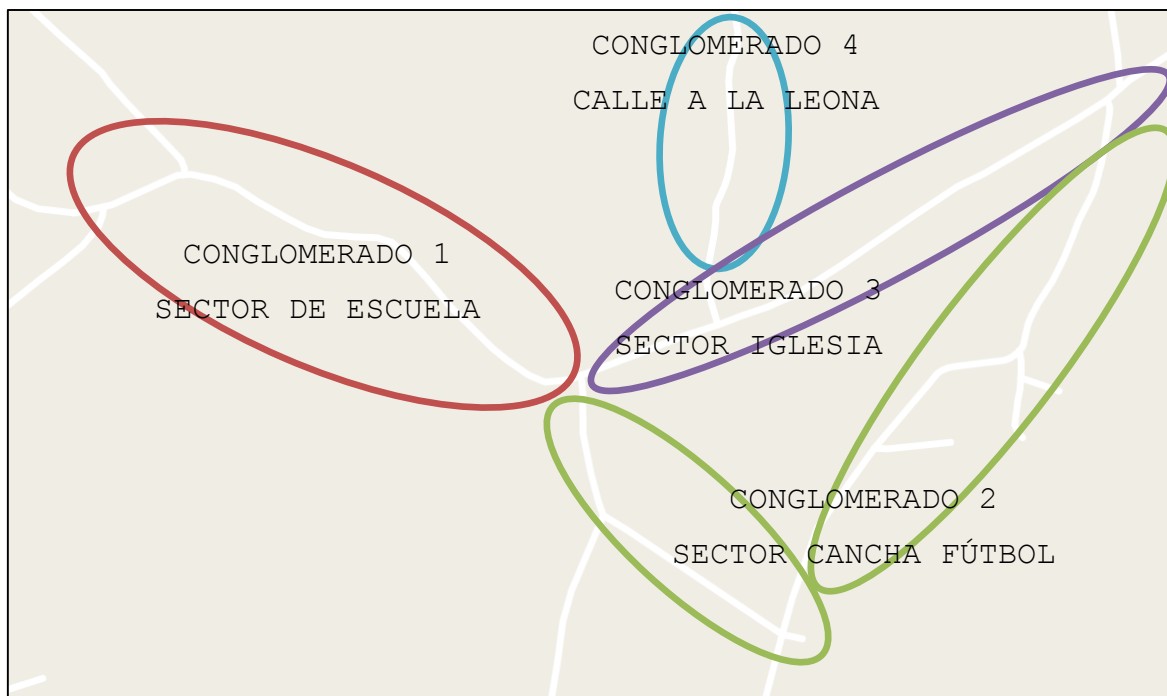 CONGLOMERADO 4
CALLE A LA LEONA
CONGLOMERADO 1
SECTOR DE ESCUELA
CONGLOMERADO 3
SECTOR IGLESIA
CONGLOMERADO 2
SECTOR CANCHA FÚTBOL